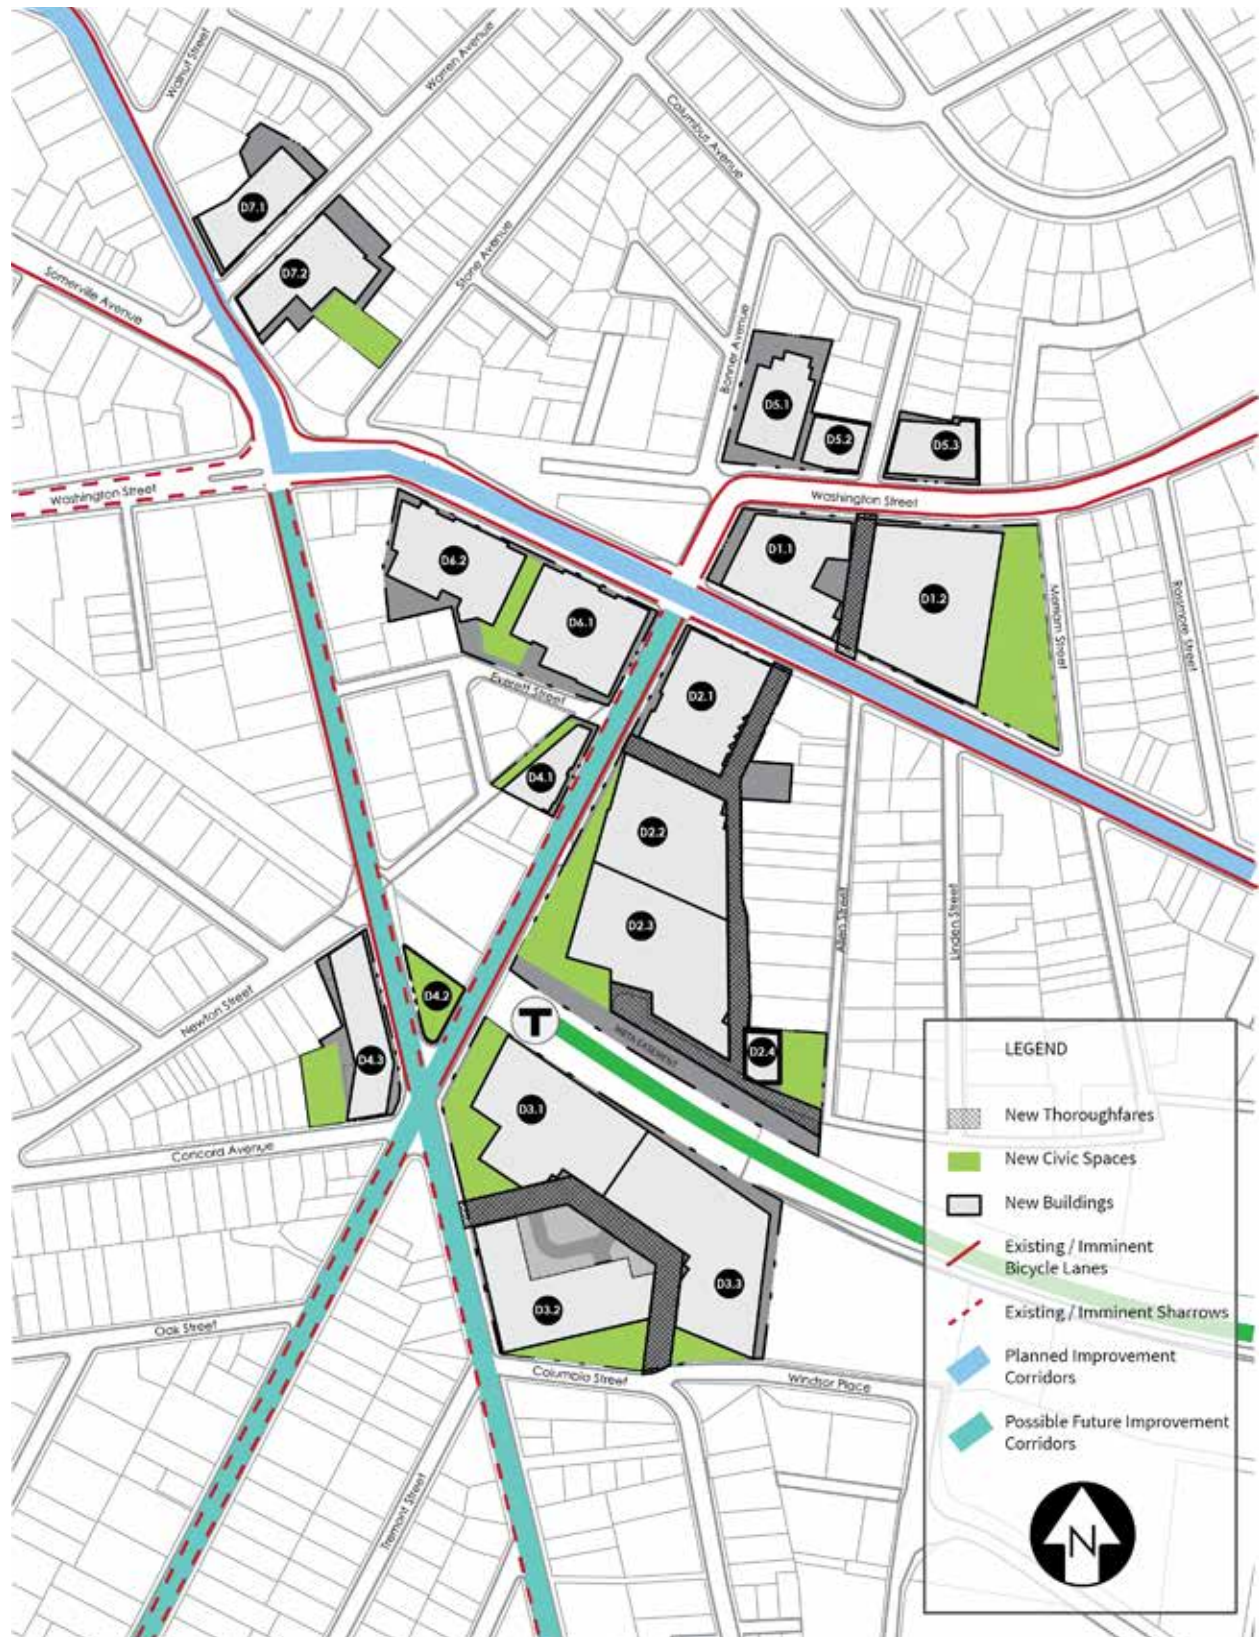 Walnut Street
Warren Avenue
Columbus Avenue
D7.1
Stone Avenue
D7.2
Somerville Avenue
Bonner Avenue
D5.1
D5.2
D5.3
Washington Street
Washington Street
D6.2
D1.1
D1.2
D6.1
Merriam Street
Rossmore Street
Everett Street
D2.1
D4.1
D2.2
D2.3
Allen Street
Linden Street
D4.2
Newton Street
T
MBTA EASEMENT
D2.4
D4.3
D3.1
Concord Avenue
D3.3
D3.2
Oak Street
Columbia Street
Windsor Place
Tremont Street
LEGEND
New Thoroughfares
New Civic Spaces
New Buildings
Existing / Imminent
Bicycle Lanes
Existing / Imminent Sharrows
Planned Improvement
Corridors
Possible Future Improvement
Corridors
N